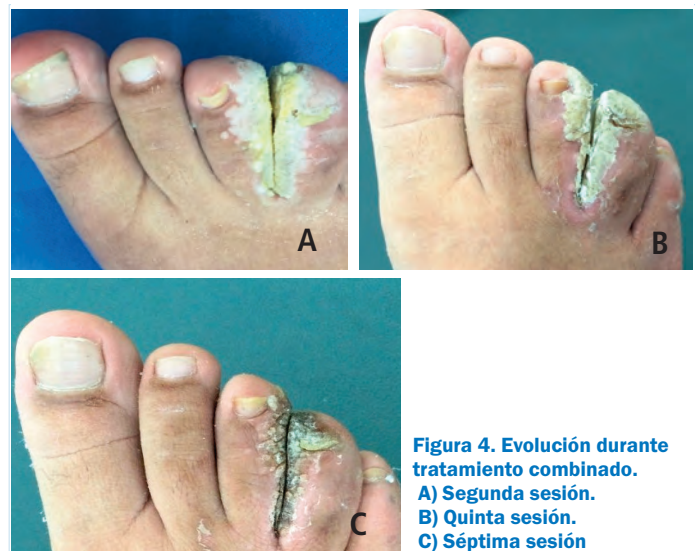 A
B
C
Figura 4. Evolución durante
tratamiento combinado.
A) Segunda sesión.
B) Quinta sesión.
C) Séptima sesión